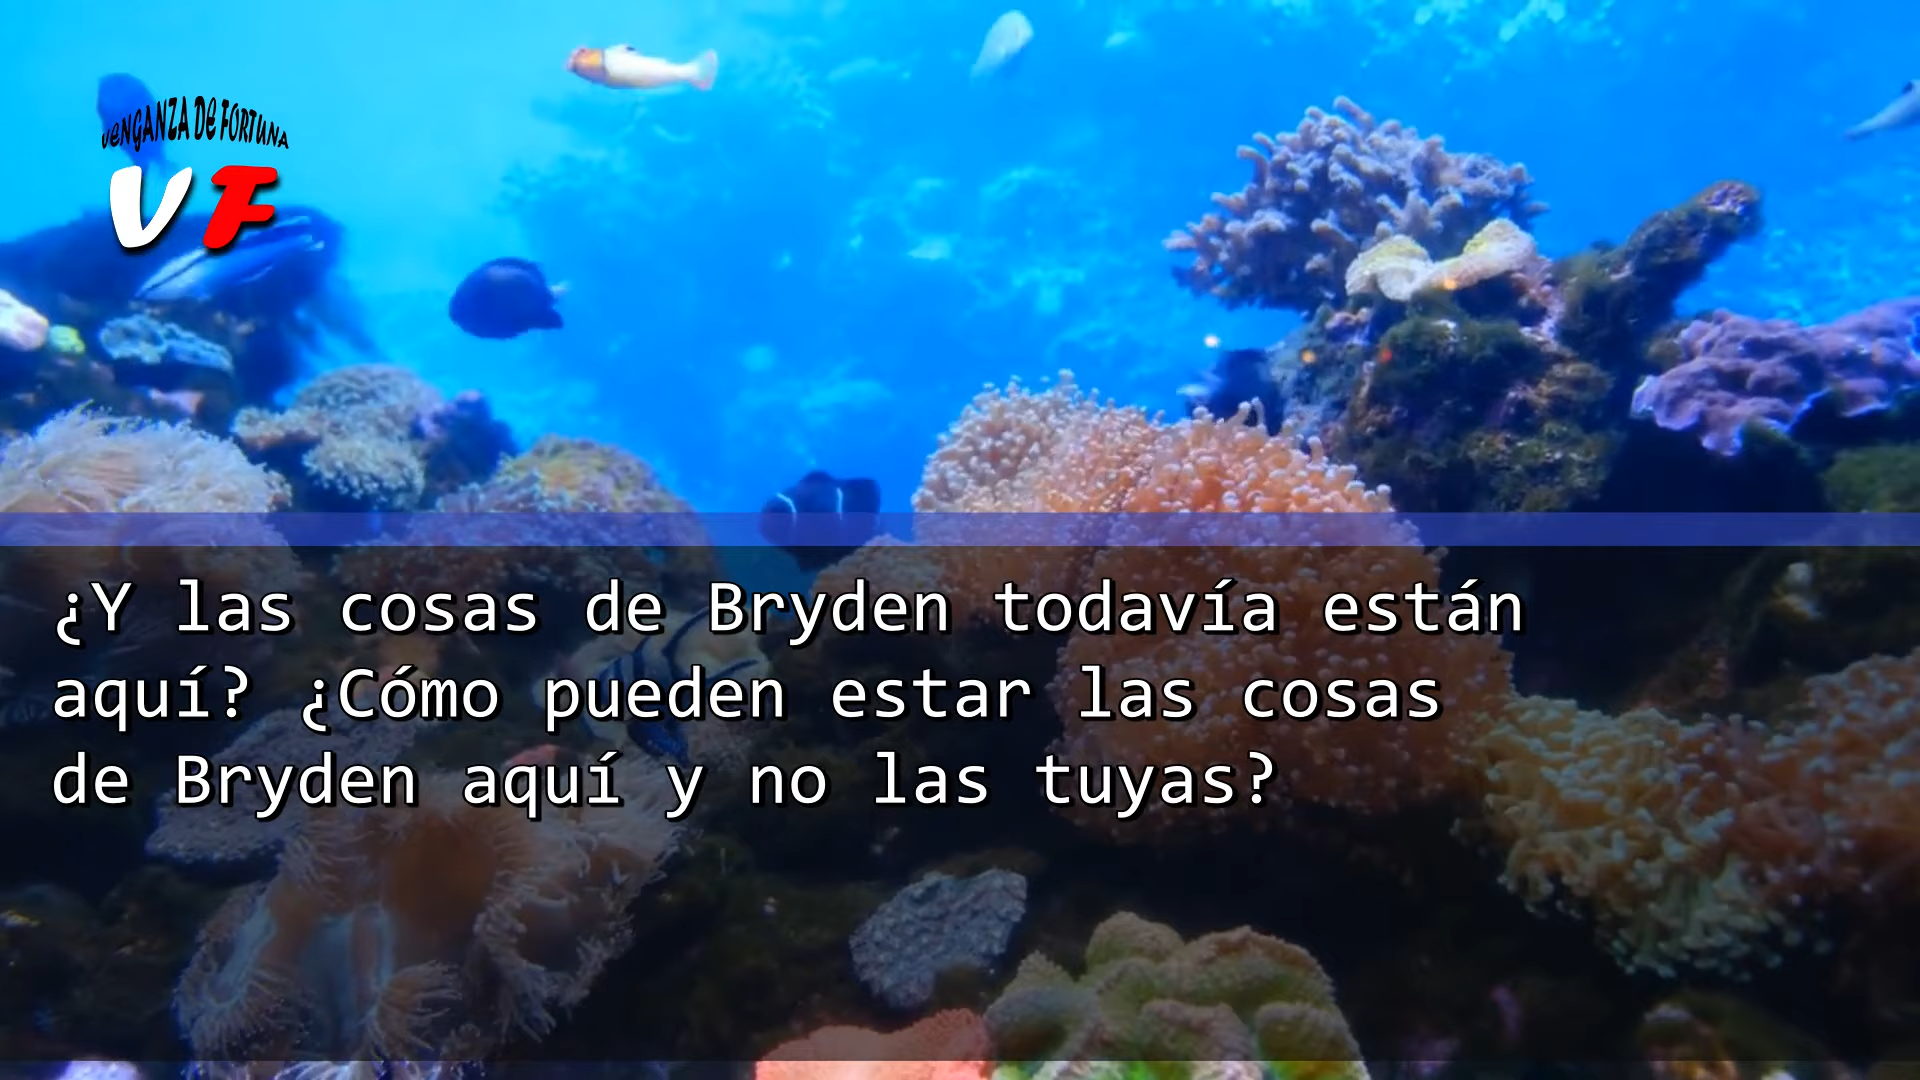 VENGANZA DE FORTUNA
VF
¿Y las cosas de Bryden todavía están
aquí? ¿Cómo pueden estar las cosas
de Bryden aquí y no las tuyas?